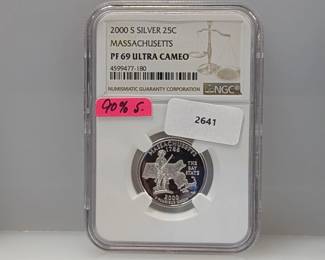 2000 S SILVER 25C
MASSACHUSETTS
PF 69 ULTRA CAMEO
4599477-180
NUMISMATIC GUARANTY CORPORATION
NGC
90% S.
2641
MASSACHUSETTS
1788
THE
BAY
STATE
2000